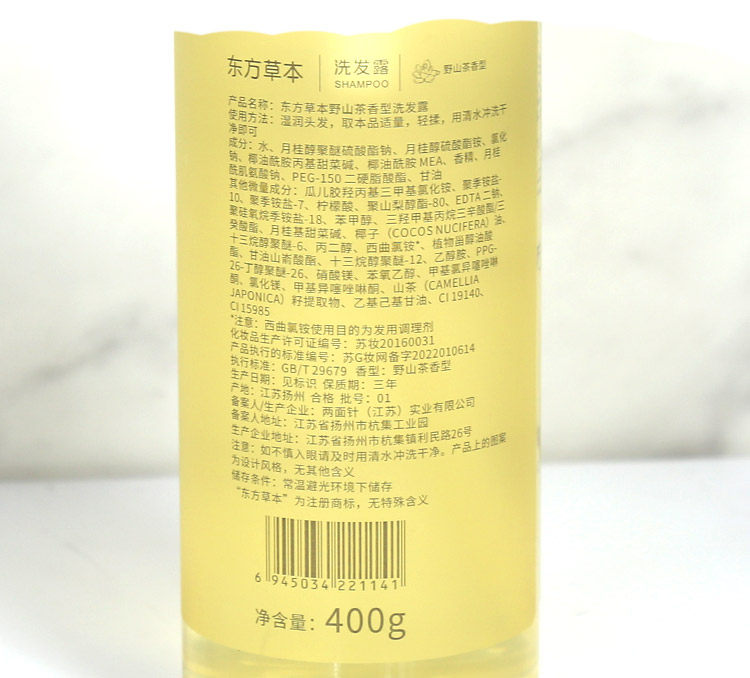 东方草本 洗发露 SHAMPOO 野山茶香型
产品名称：东方草本野山茶香型洗发露
使用方法：湿润头发，取本品适量，轻揉，用清水冲洗干
净即可
成分：水、月桂醇聚醚硫酸酯钠、月桂醇硫酸酯铵、氯化
钠、椰油酰胺丙基甜菜碱、椰油酰胺 MEA、香精、月桂
酰肌氨酸钠、PEG-150 二硬脂酸酯、甘油
其他微量成分：瓜儿胶羟丙基三甲基氯化铵、聚季铵盐-
10、聚季铵盐-7、柠檬酸、聚山梨醇酯-80、EDTA 二钠、
聚硅氧烷季铵盐-18、苯甲醇、三羟甲基丙烷三辛酸酯/三
癸酸酯、月桂基甜菜碱、椰子（COCOS NUCIFERA）油、
十三烷醇聚醚-6、丙二醇、西曲氯铵*、植物甾醇油酸
酯、甘油山嵛酸酯、十三烷醇聚醚-12、乙醇胺、PPG-
26-丁醇聚醚-26、硝酸镁、苯氧乙醇、甲基氯异噻唑啉
酮、氯化镁、甲基异噻唑啉酮、山茶（CAMELLIA
JAPONICA）籽提取物、乙基己基甘油、CI 19140、
CI 15985
*注意：西曲氯铵使用目的为发用调理剂
化妆品生产许可证编号：苏妆20160031
产品执行的标准编号：苏G妆网备字2022010614
执行标准：GB/T 29679 香型：野山茶香型
生产日期：见标识 保质期：三年
产地：江苏扬州 合格 批号：01
备案人/生产企业：两面针（江苏）实业有限公司
备案人地址：江苏省扬州市杭集工业园
生产企业地址：江苏省扬州市杭集镇利民路26号
注意：如不慎入眼请及时用清水冲洗干净。产品上的图案
为设计风格，无其他含义
储存条件：常温避光环境下储存
“东方草本”为注册商标，无特殊含义
6 945034 221141
净含量：400g